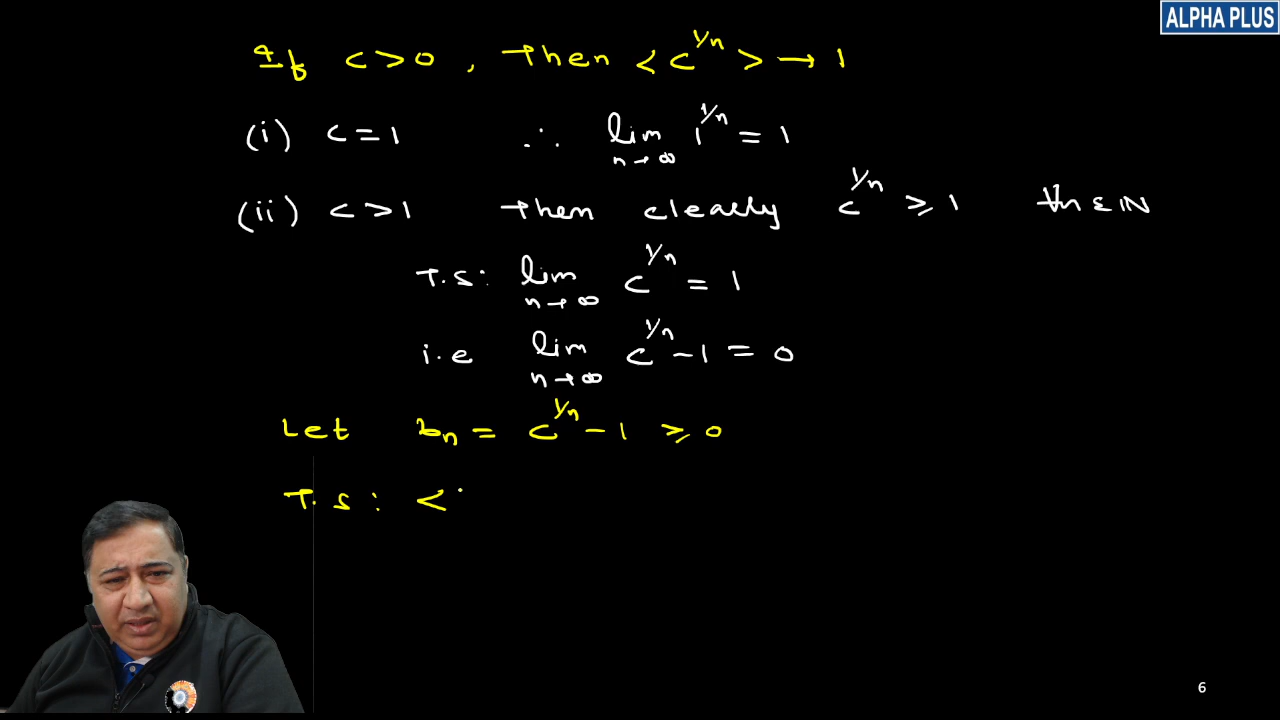 ALPHA PLUS
If c > 0 , Then < c^{1/n} > → 1
(i) c = 1 ∴ lim_{n→∞} 1^{1/n} = 1
(ii) c > 1 Then clearly c^{1/n} ⩾ 1 ∀ n ε ℕ
T.S: lim_{n→∞} c^{1/n} = 1
i.e lim_{n→∞} c^{1/n} - 1 = 0
Let b_n = c^{1/n} - 1 ⩾ 0
T.S : <
6